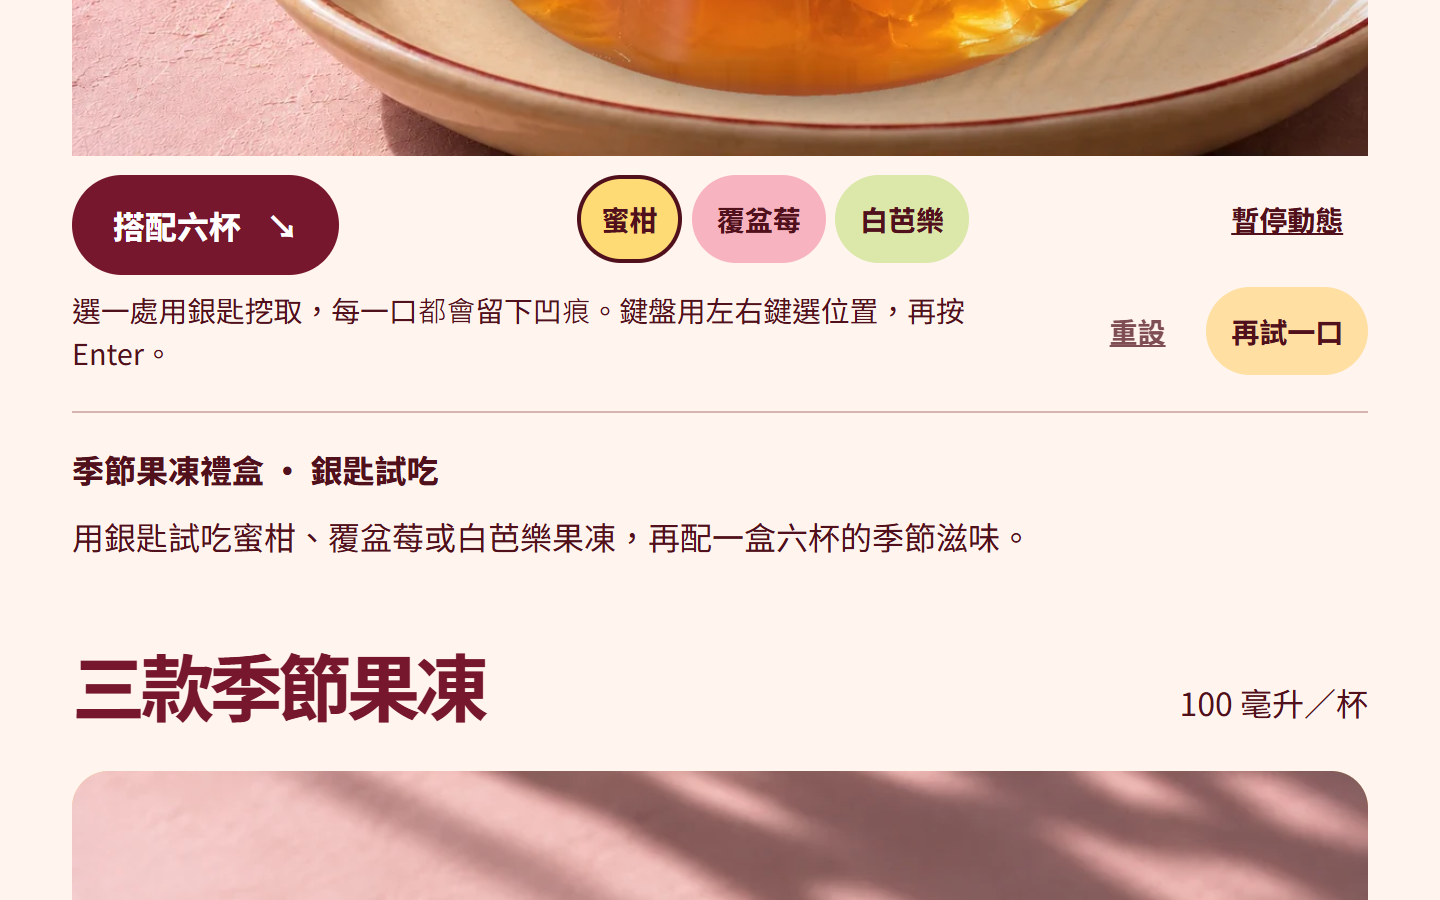 搭配六杯 ↘
蜜柑
覆盆莓
白芭樂
暫停動態
選一處用銀匙挖取，每一口都會留下凹痕。鍵盤用左右鍵選位置，再按
Enter。
重設
再試一口
季節果凍禮盒 · 銀匙試吃
用銀匙試吃蜜柑、覆盆莓或白芭樂果凍，再配一盒六杯的季節滋味。
三款季節果凍
100 毫升／杯